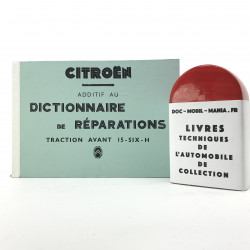 CITROËN
ADDITIF AU
DICTIONNAIRE
DE RÉPARATIONS
TRACTION AVANT 15-SIX-H
DOC-MODEL-MANIA.FR
LIVRES
TECHNIQUES
DE
L'AUTOMOBILE
DE
COLLECTION